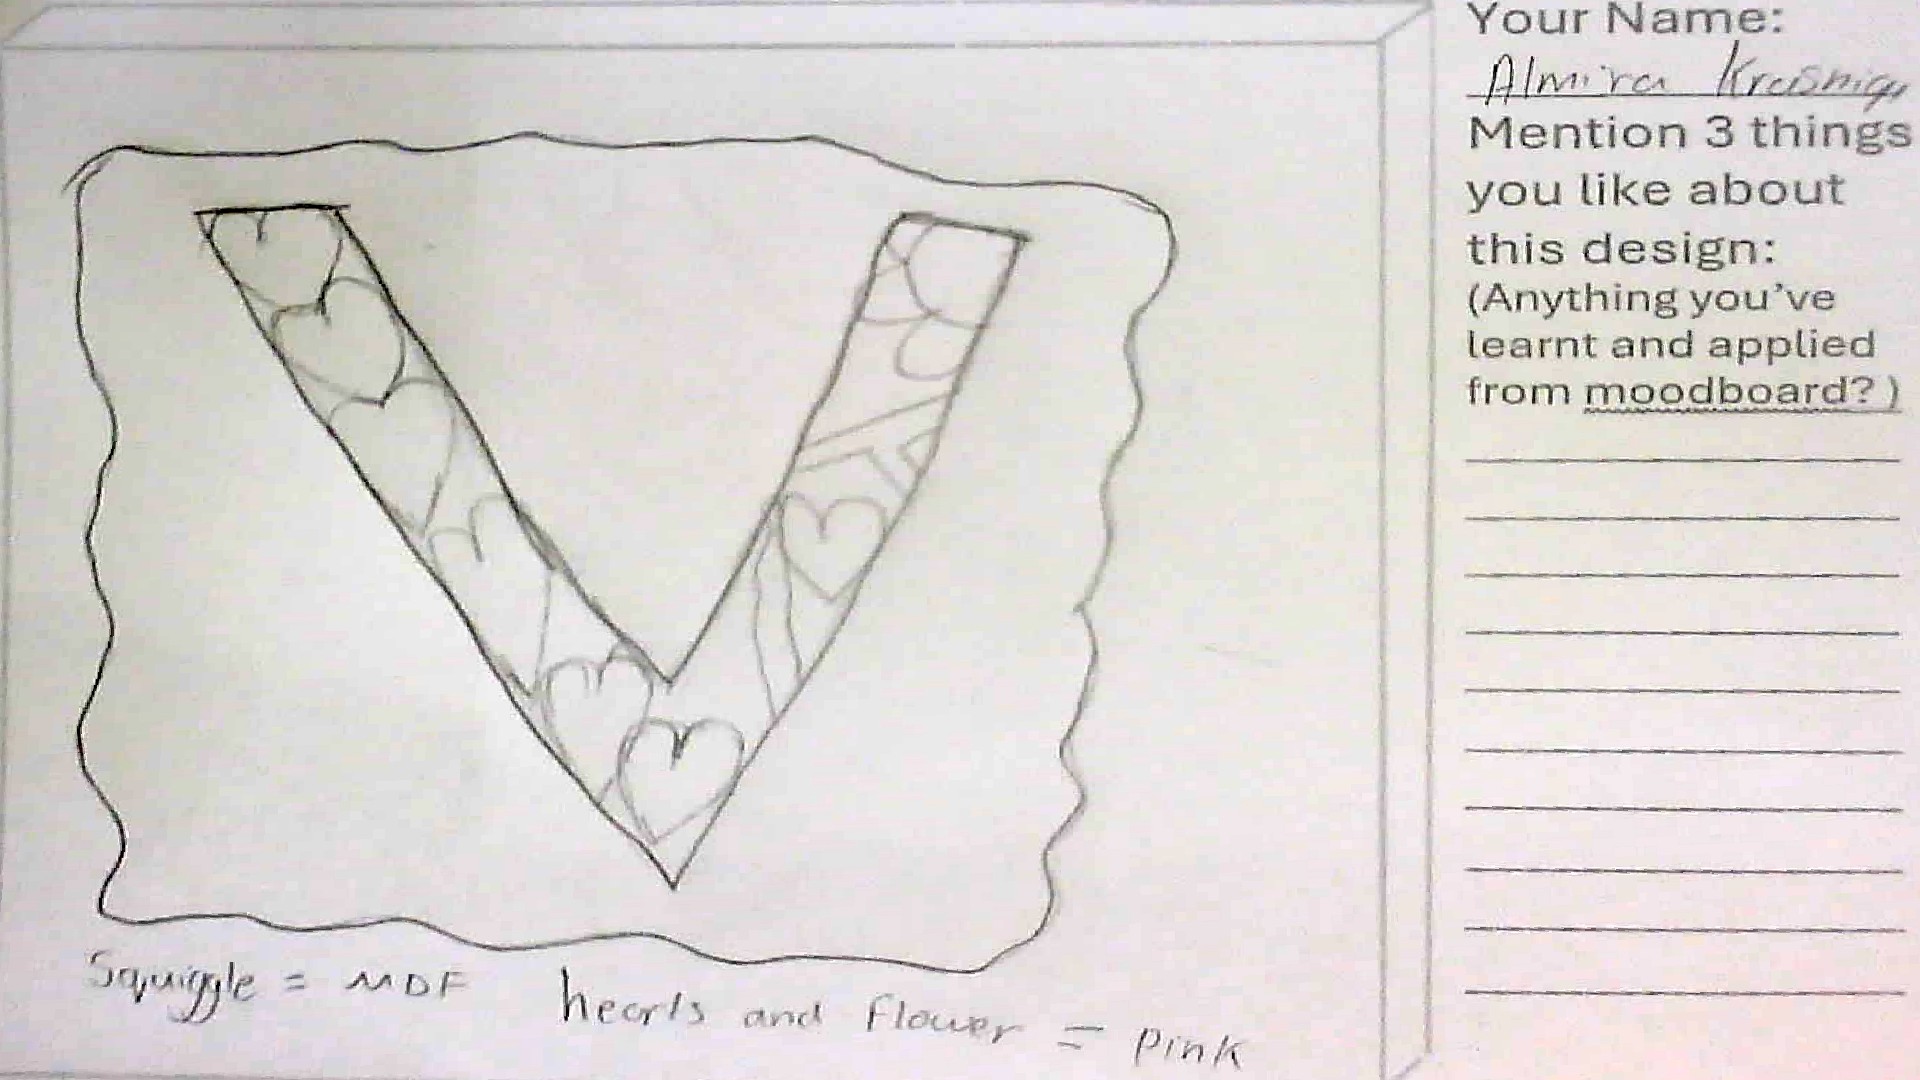 Your Name:
Almira
Mention 3 things
you like about
this design:
(Anything you've
learnt and applied
from moodboard? )
Squiggle = MDF
hearts and flower = pink